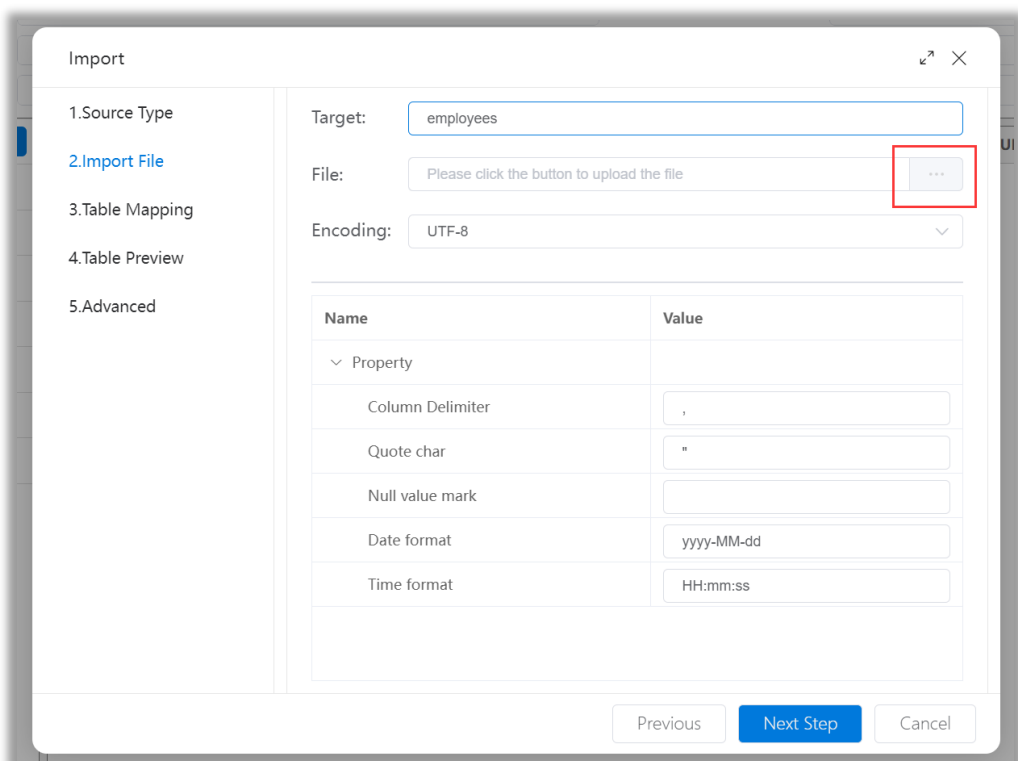 Import
1.Source Type
2.Import File
3.Table Mapping
4.Table Preview
5.Advanced
Target: employees
File: Please click the button to upload the file ...
Encoding: UTF-8
Name Value
Property
Column Delimiter ,
Quote char "
Null value mark
Date format yyyy-MM-dd
Time format HH:mm:ss
Previous Next Step Cancel